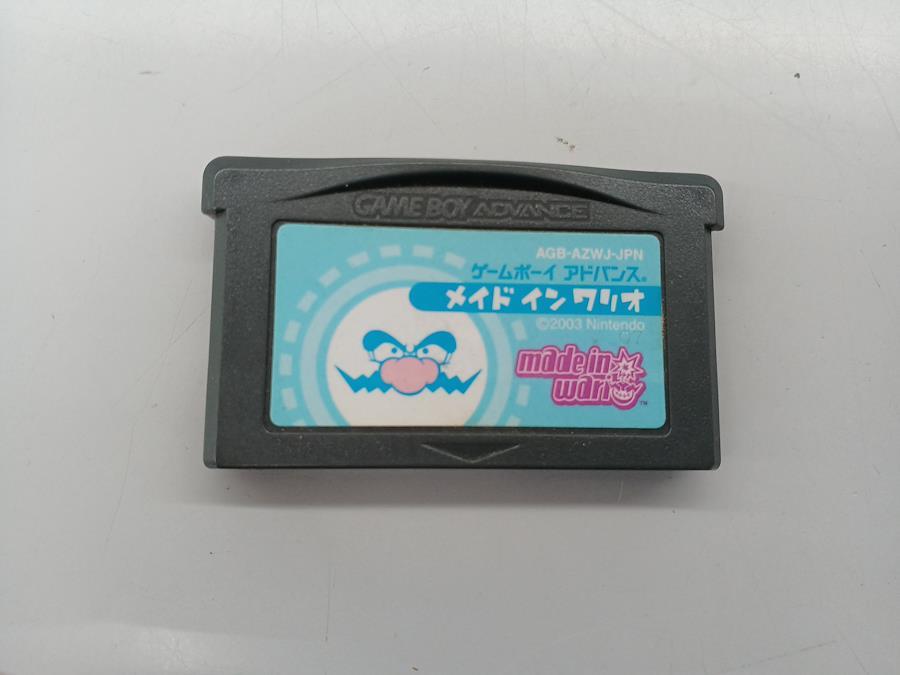 GAME BOY ADVANCE
AGB-AZWJ-JPN
ゲームボーイ アドバンス®
メイド イン ワリオ
©2003 Nintendo
made in
wario
™